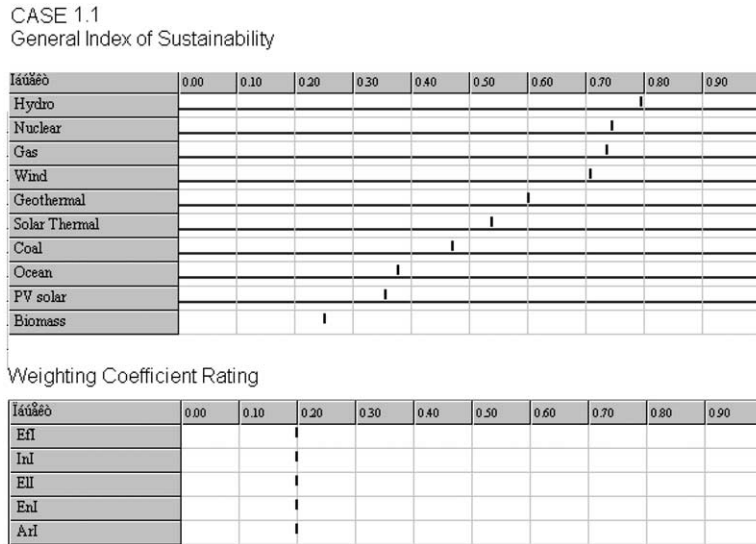 CASE 1.1
General Index of Sustainability
Ïáúåêò 0.00 0.10 0.20 0.30 0.40 0.50 0.60 0.70 0.80 0.90
Hydro
Nuclear
Gas
Wind
Geothermal
Solar Thermal
Coal
Ocean
PV solar
Biomass
Weighting Coefficient Rating
Ïáúåêò 0.00 0.10 0.20 0.30 0.40 0.50 0.60 0.70 0.80 0.90
EfI
InI
ElI
EnI
ArI